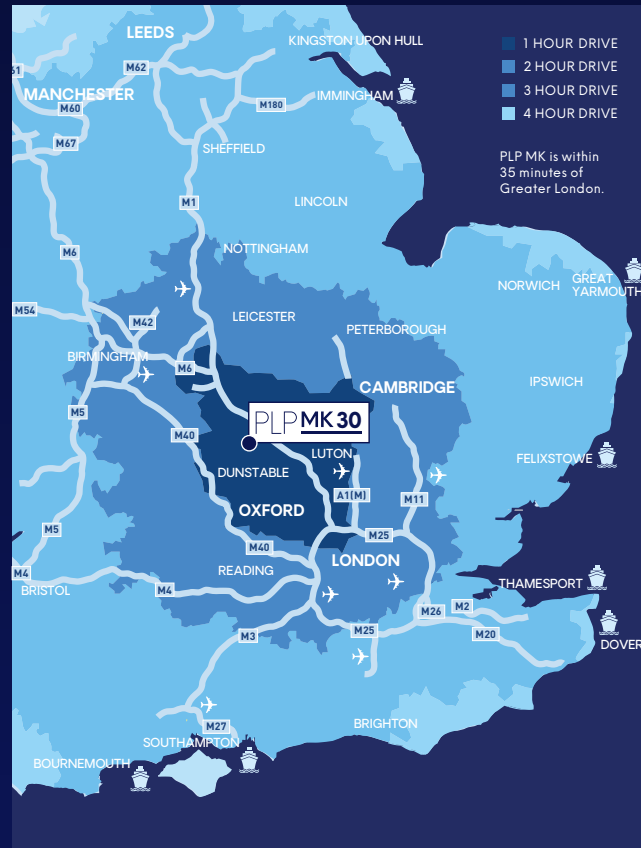 LEEDS
KINGSTON UPON HULL
1 HOUR DRIVE
2 HOUR DRIVE
3 HOUR DRIVE
4 HOUR DRIVE
61
M62
MANCHESTER
M60
M180
IMMINGHAM
M67
SHEFFIELD
PLP MK is within
35 minutes of
Greater London.
M1
LINCOLN
M6
NOTTINGHAM
NORWICH
GREAT
YARMOUTH
M54
M42
LEICESTER
PETERBOROUGH
BIRMINGHAM
M6
CAMBRIDGE
IPSWICH
M5
PLP MK 30
M40
LUTON
FELIXSTOWE
DUNSTABLE
A1(M)
M11
OXFORD
M5
M25
M40
LONDON
M4
READING
BRISTOL
M4
THAMESPORT
M26
M2
M3
M25
M20
DOVER
M27
BRIGHTON
SOUTHAMPTON
BOURNEMOUTH